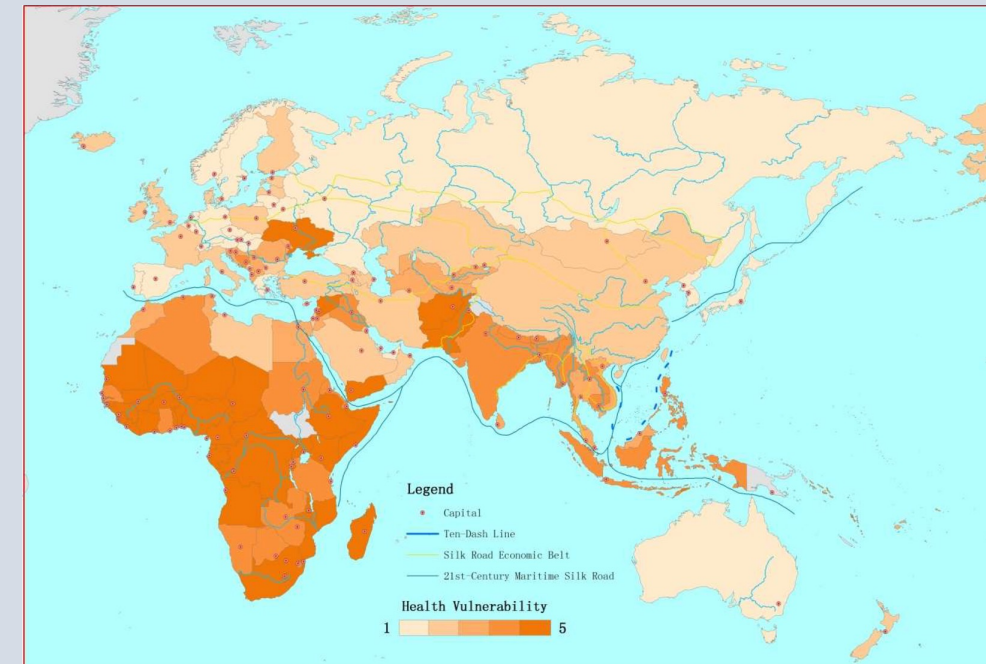 Legend
Capital
Ten-Dash Line
Silk Road Economic Belt
21st-Century Maritime Silk Road
Health Vulnerability
1 5